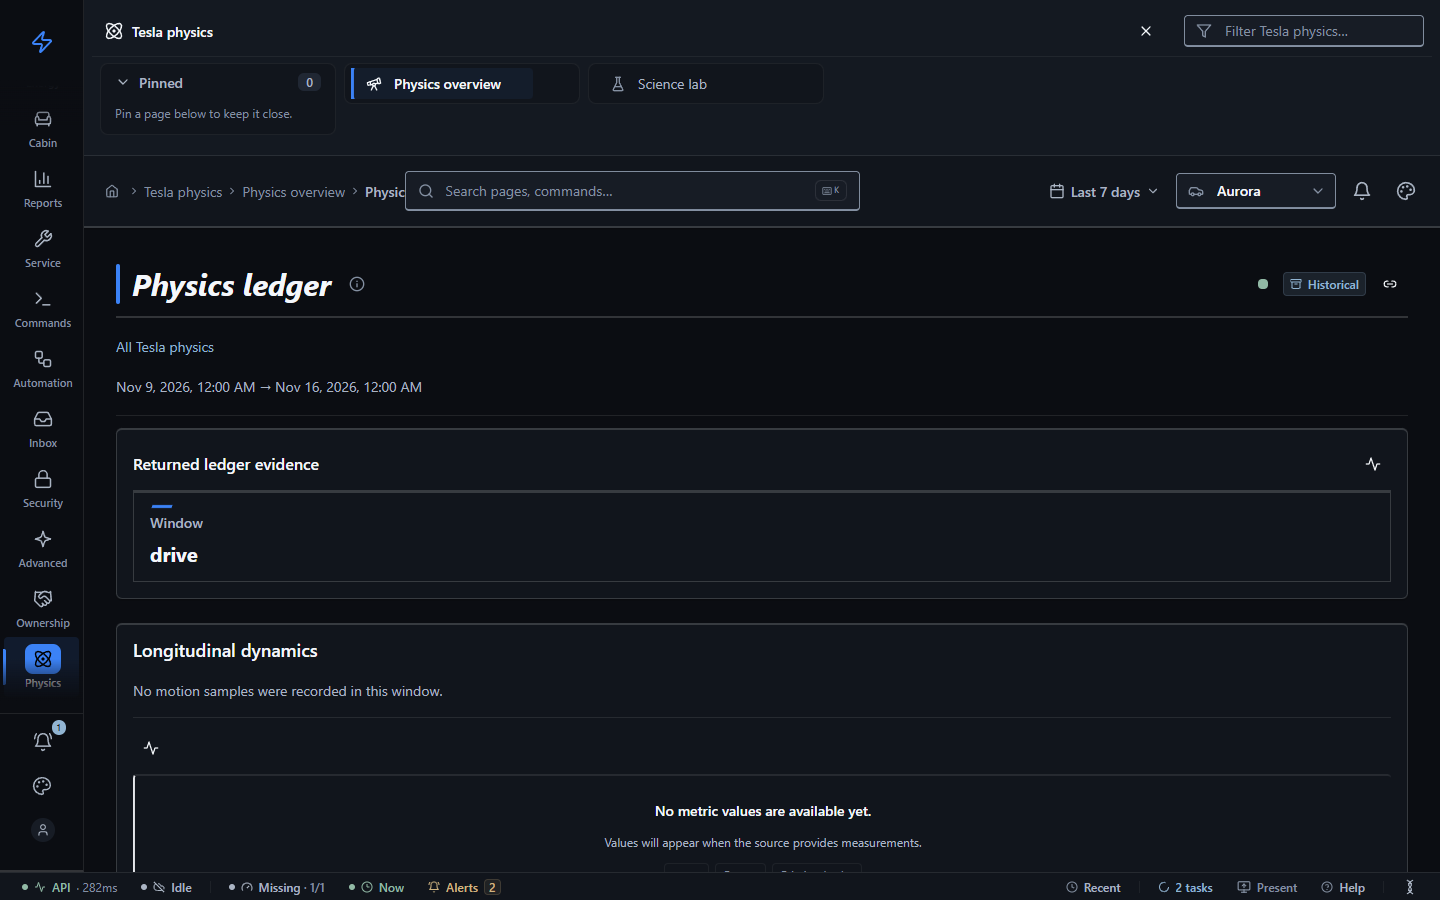 Tesla physics
Filter Tesla physics...
Pinned
0
Pin a page below to keep it close.
Physics overview
Science lab
Cabin
Reports
Service
Commands
Automation
Inbox
Security
Advanced
Ownership
Physics
1
Tesla physics
Physics overview
Physic
Search pages, commands...
K
Last 7 days
Aurora
Physics ledger
Historical
All Tesla physics
Nov 9, 2026, 12:00 AM → Nov 16, 2026, 12:00 AM
Returned ledger evidence
Window
drive
Longitudinal dynamics
No motion samples were recorded in this window.
No metric values are available yet.
Values will appear when the source provides measurements.
API · 282ms
Idle
Missing · 1/1
Now
Alerts 2
Recent
2 tasks
Present
Help